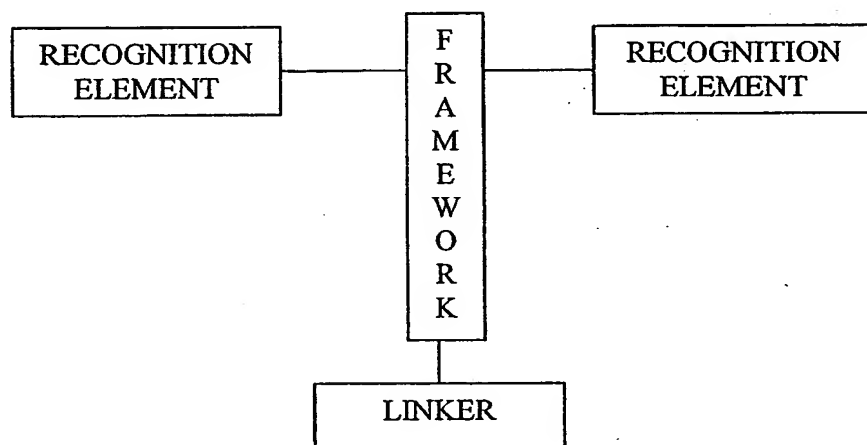 RECOGNITION
ELEMENT
F
R
A
M
E
W
O
R
K
RECOGNITION
ELEMENT
LINKER